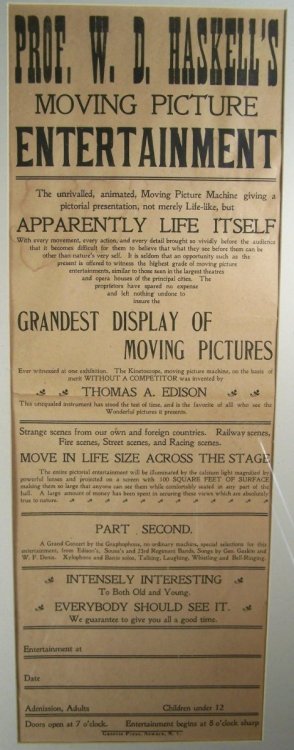 PROF. W. D. HASKELL'S
MOVING PICTURE
ENTERTAINMENT
The unrivalled, animated, Moving Picture Machine giving a
pictorial presentation, not merely Life-like, but
APPARENTLY LIFE ITSELF
With every movement, every action, and every detail brought so vividly before the audience
that it becomes difficult for them to believe that what they see before them can be
other than nature's very self. It is seldom that an opportunity such as the
present is offered to witness the highest grade of moving picture
entertainments, similar to those seen in the largest theatres
and opera houses of the principal cities. The
proprietors have spared no expense
and left nothing undone to
insure the
GRANDEST DISPLAY OF
MOVING PICTURES
Ever witnessed at one exhibition. The Kinetoscope, moving picture machine, on the basis of
merit WITHOUT A COMPETITOR was invented by
THOMAS A. EDISON
This unequaled instrument has stood the test of time, and is the favorite of all who see the
Wonderful pictures it presents.
Strange scenes from our own and foreign countries. Railway scenes,
Fire scenes, Street scenes, and Racing scenes.
MOVE IN LIFE SIZE ACROSS THE STAGE
The entire pictorial entertainment will be illuminated by the calcium light magnified by
powerful lenses and projected on a screen with 100 SQUARE FEET OF SURFACE
making them so large that anyone can see them while comfortably seated in any part of the
hall. A large amount of money has been spent in securing these views which are absolutely
true to nature.
PART SECOND.
A Grand Concert by the Graphophone, no ordinary machine, special selections for this
entertainment, from Edison's, Sousa's and 23rd Regiment Bands, Songs by Geo. Gaskin and
W. F. Denn. Xylophone and Banjo solos, Talking, Laughing, Whistling and Bell-Ringing.
INTENSELY INTERESTING
To Both Old and Young.
EVERYBODY SHOULD SEE IT.
We guarantee to give you all a good time.
Entertainment at
Date
Admission, Adults Children under 12
Doors open at 7 o'clock. Entertainment begins at 8 o'clock sharp
Press, Newark, N.